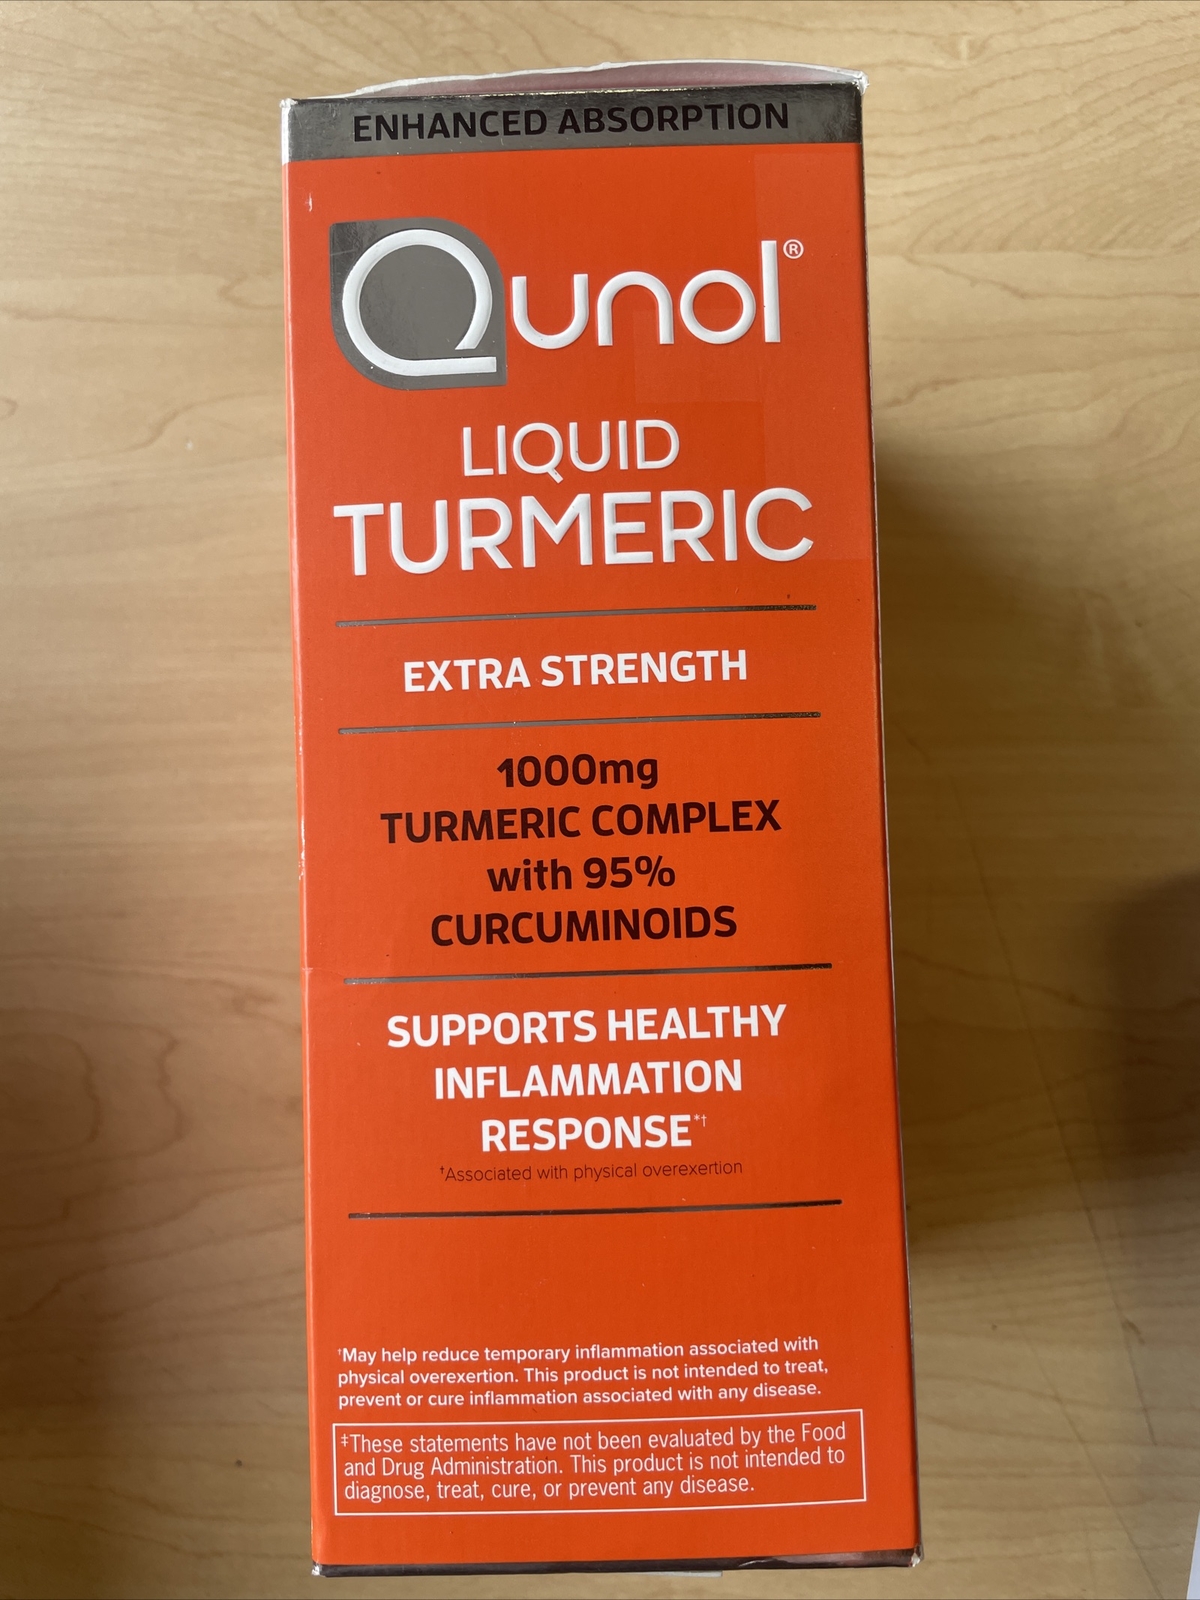 ENHANCED ABSORPTION
Qunol®
LIQUID
TURMERIC
EXTRA STRENGTH
1000mg
TURMERIC COMPLEX
with 95%
CURCUMINOIDS
SUPPORTS HEALTHY
INFLAMMATION
RESPONSE*†
†Associated with physical overexertion
†May help reduce temporary inflammation associated with
physical overexertion. This product is not intended to treat,
prevent or cure inflammation associated with any disease.
‡These statements have not been evaluated by the Food
and Drug Administration. This product is not intended to
diagnose, treat, cure, or prevent any disease.